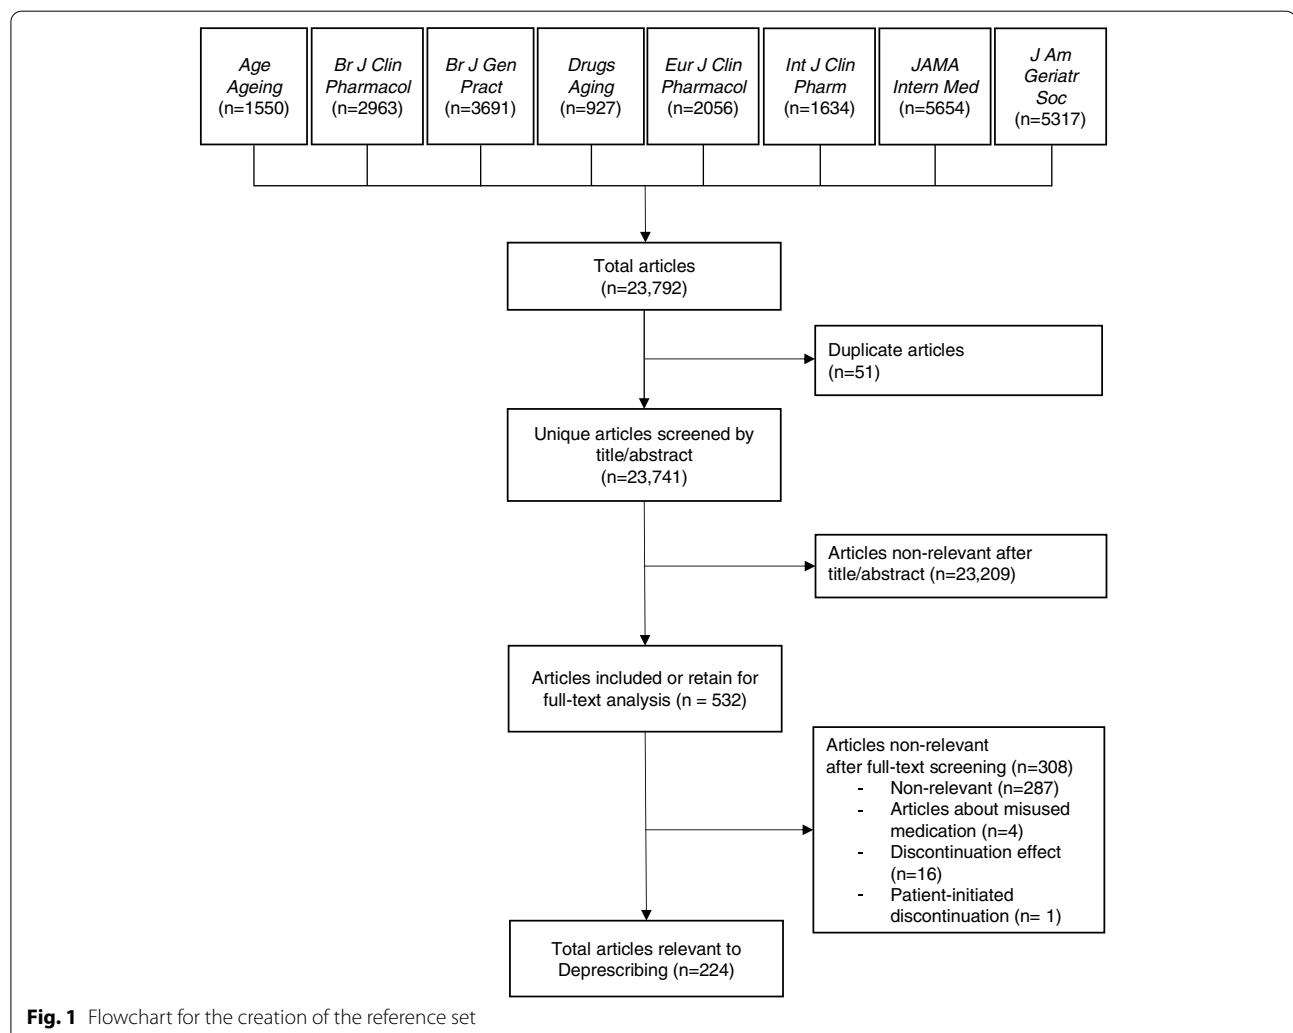 Age
Ageing
(n=1550)
Br J Clin
Pharmacol
(n=2963)
Br J Gen
Pract
(n=3691)
Drugs
Aging
(n=927)
Eur J Clin
Pharmacol
(n=2056)
Int J Clin
Pharm
(n=1634)
JAMA
Intern Med
(n=5654)
J Am
Geriatr
Soc
(n=5317)
Total articles
(n=23,792)
Duplicate articles
(n=51)
Unique articles screened by
title/abstract
(n=23,741)
Articles non-relevant after
title/abstract (n=23,209)
Articles included or retain for
full-text analysis (n = 532)
Articles non-relevant
after full-text screening (n=308)
- Non-relevant (n=287)
- Articles about misused
medication (n=4)
- Discontinuation effect
(n=16)
- Patient-initiated
discontinuation (n= 1)
Total articles relevant to
Deprescribing (n=224)
Fig. 1 Flowchart for the creation of the reference set